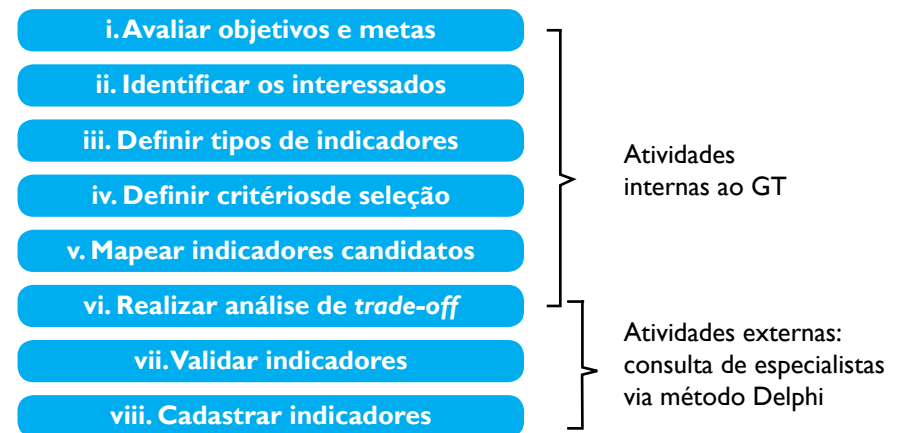 i. Avaliar objetivos e metas
ii. Identificar os interessados
iii. Definir tipos de indicadores
iv. Definir critériosde seleção
v. Mapear indicadores candidatos
vi. Realizar análise de trade-off
vii. Validar indicadores
viii. Cadastrar indicadores
Atividades
internas ao GT
Atividades externas:
consulta de especialistas
via método Delphi